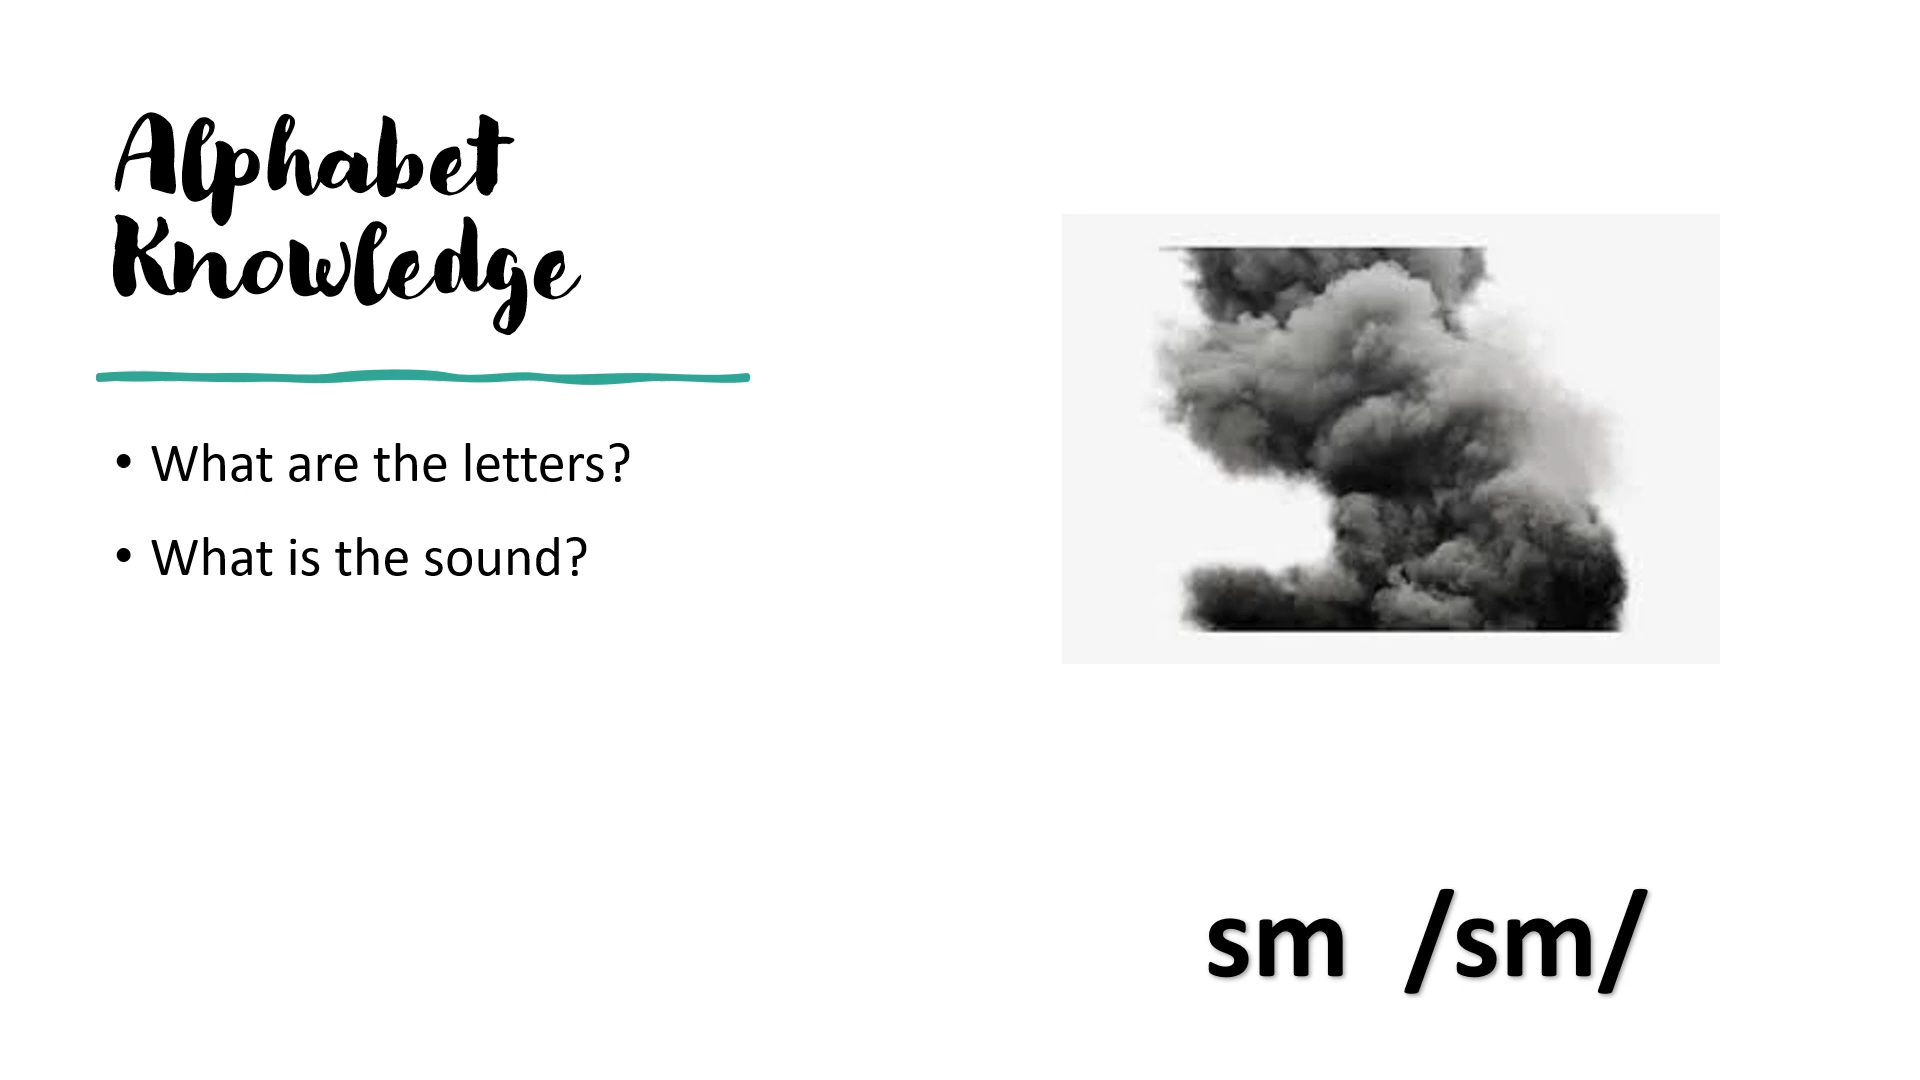 Alphabet
Knowledge
• What are the letters?
• What is the sound?
sm /sm/